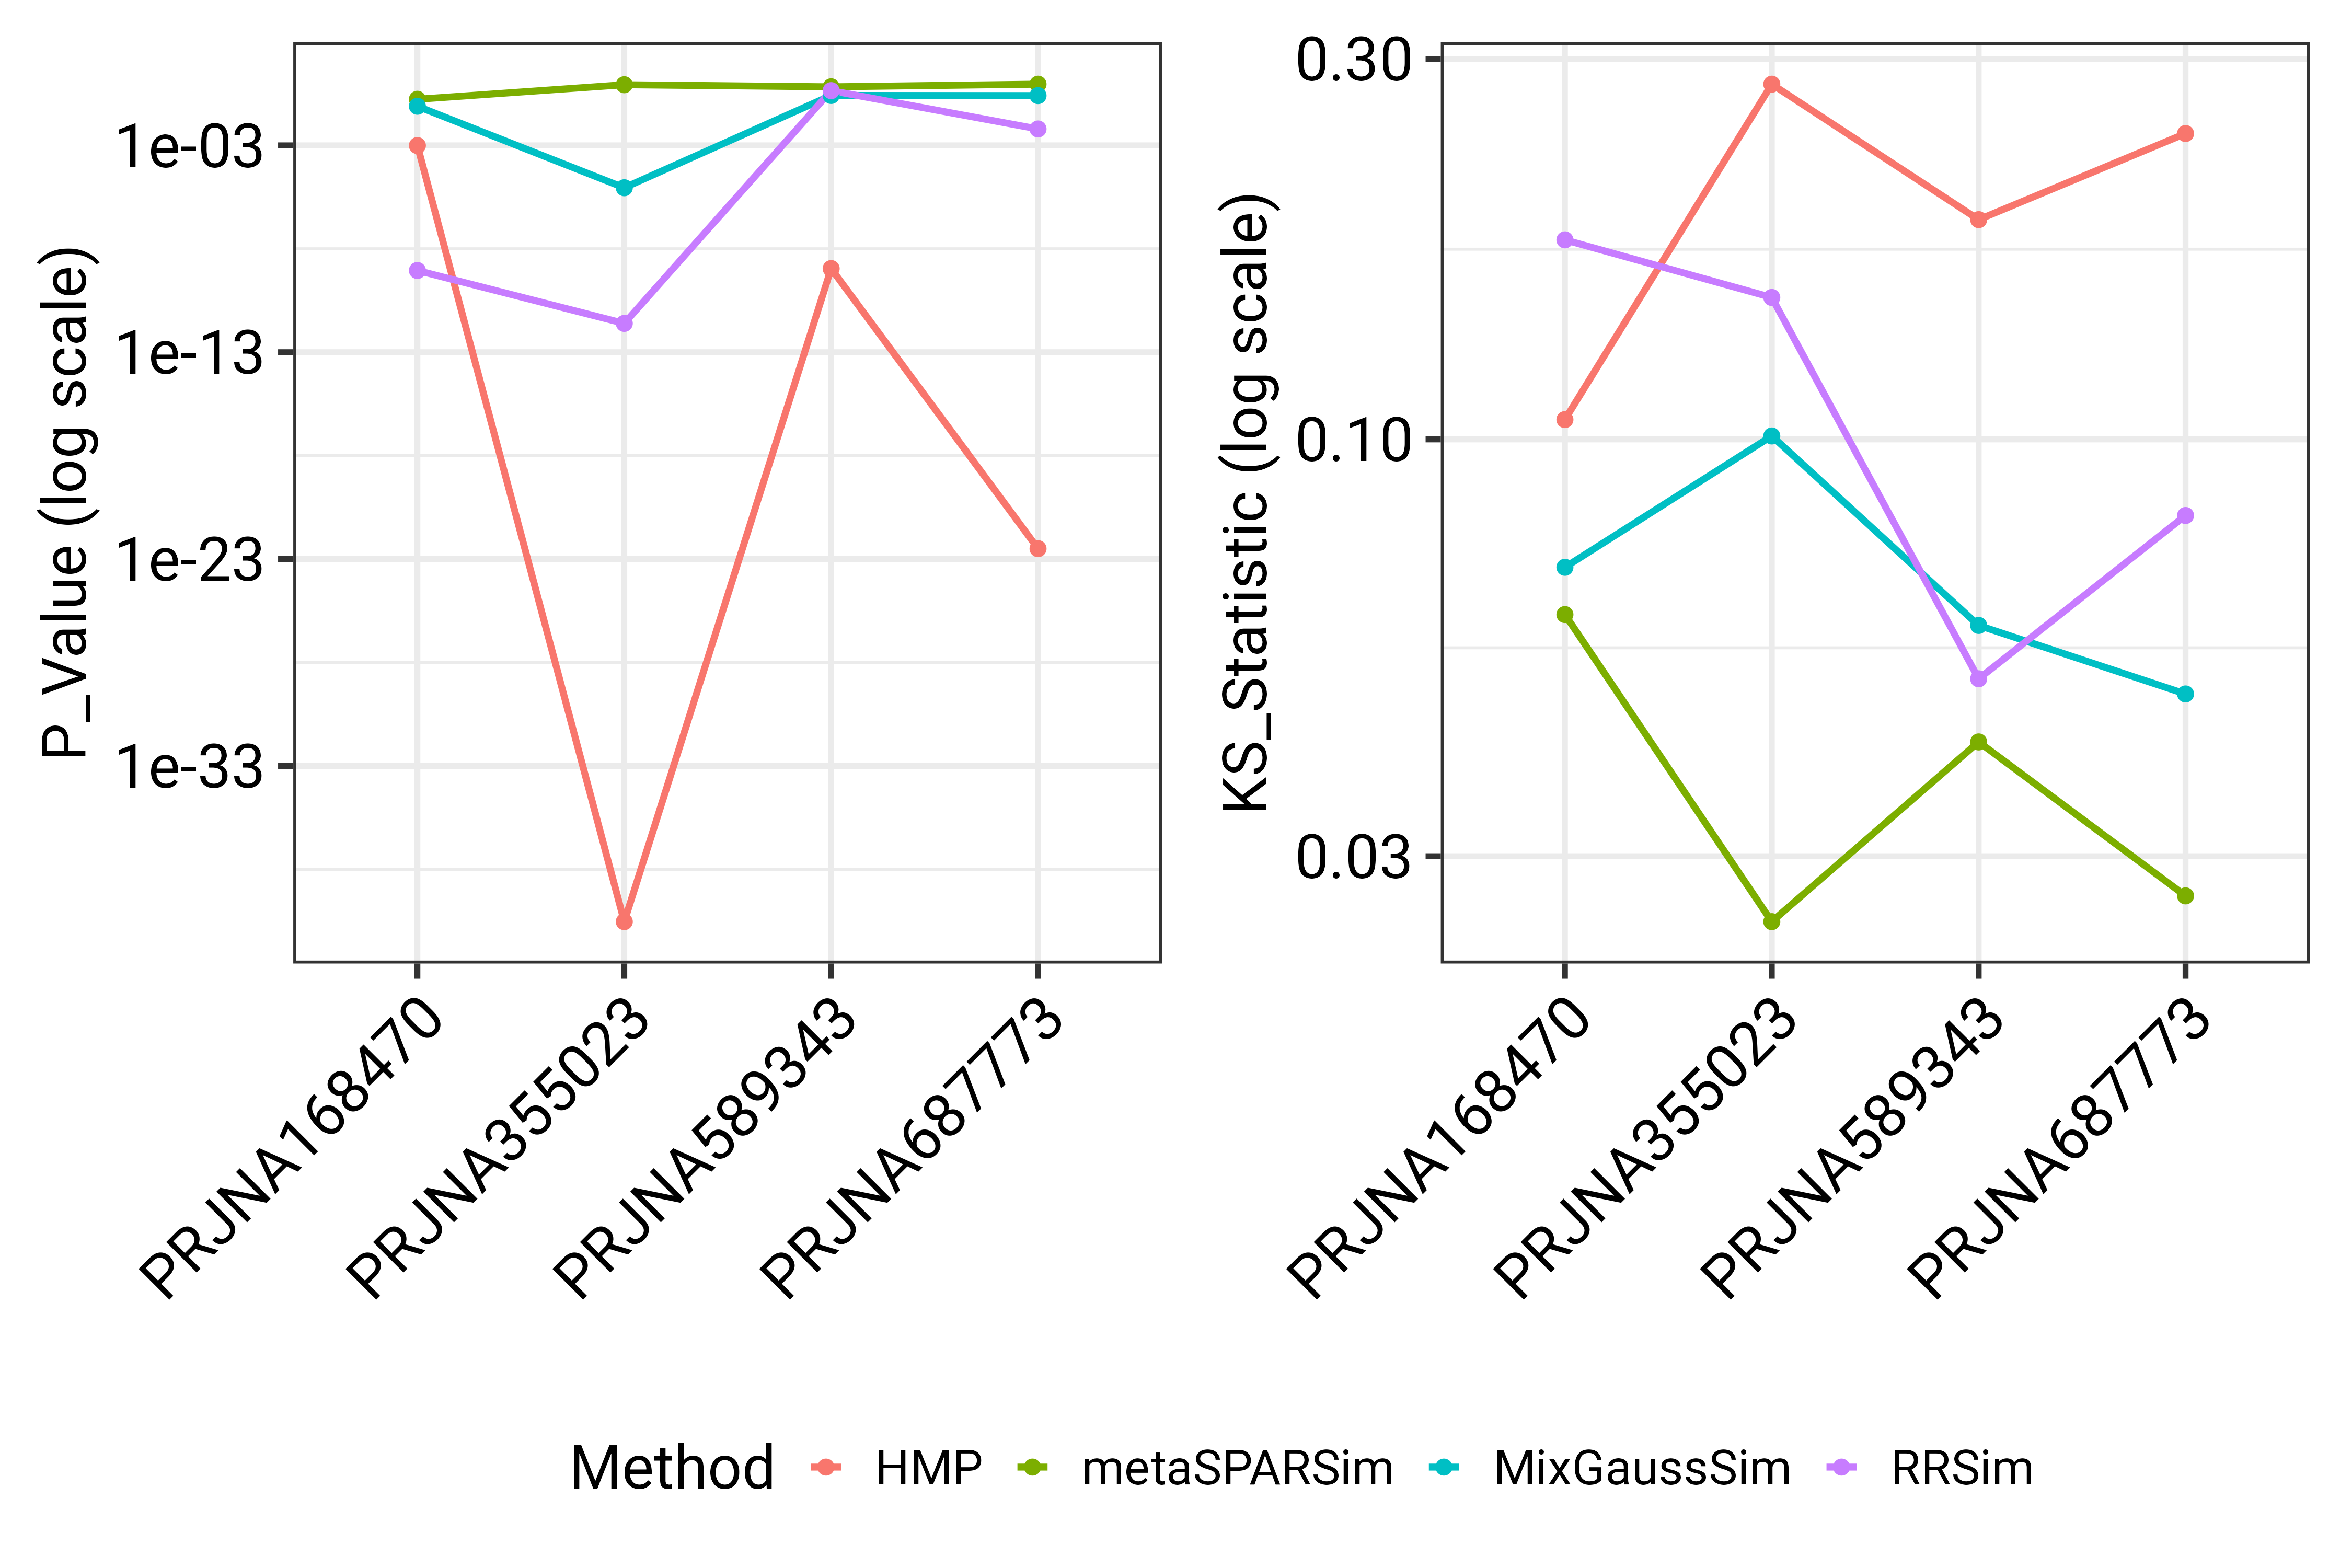 P_Value (log scale)
1e-03
1e-13
1e-23
1e-33
PRJNA168470
PRJNA355023
PRJNA589343
PRJNA687773
KS_Statistic (log scale)
0.30
0.10
0.03
PRJNA168470
PRJNA355023
PRJNA589343
PRJNA687773
Method HMP metaSPARSim MixGaussSim RRSim